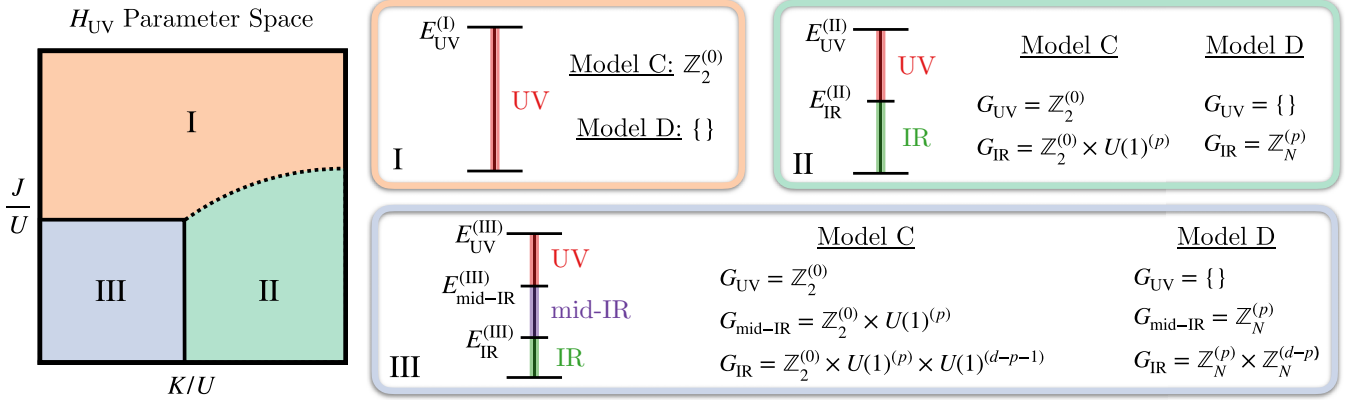 H_UV Parameter Space
J/U
I
III
II
K/U
E_UV^(I)
UV
Model C: ℤ_2^(0)
Model D: {}
I
E_UV^(II)
UV
E_IR^(II)
IR
II
Model C
G_UV = ℤ_2^(0)
G_IR = ℤ_2^(0) × U(1)^(p)
Model D
G_UV = {}
G_IR = ℤ_N^(p)
E_UV^(III)
UV
E_mid−IR^(III)
mid-IR
E_IR^(III)
IR
III
Model C
G_UV = ℤ_2^(0)
G_mid−IR = ℤ_2^(0) × U(1)^(p)
G_IR = ℤ_2^(0) × U(1)^(p) × U(1)^(d−p−1)
Model D
G_UV = {}
G_mid−IR = ℤ_N^(p)
G_IR = ℤ_N^(p) × ℤ_N^(d−p)